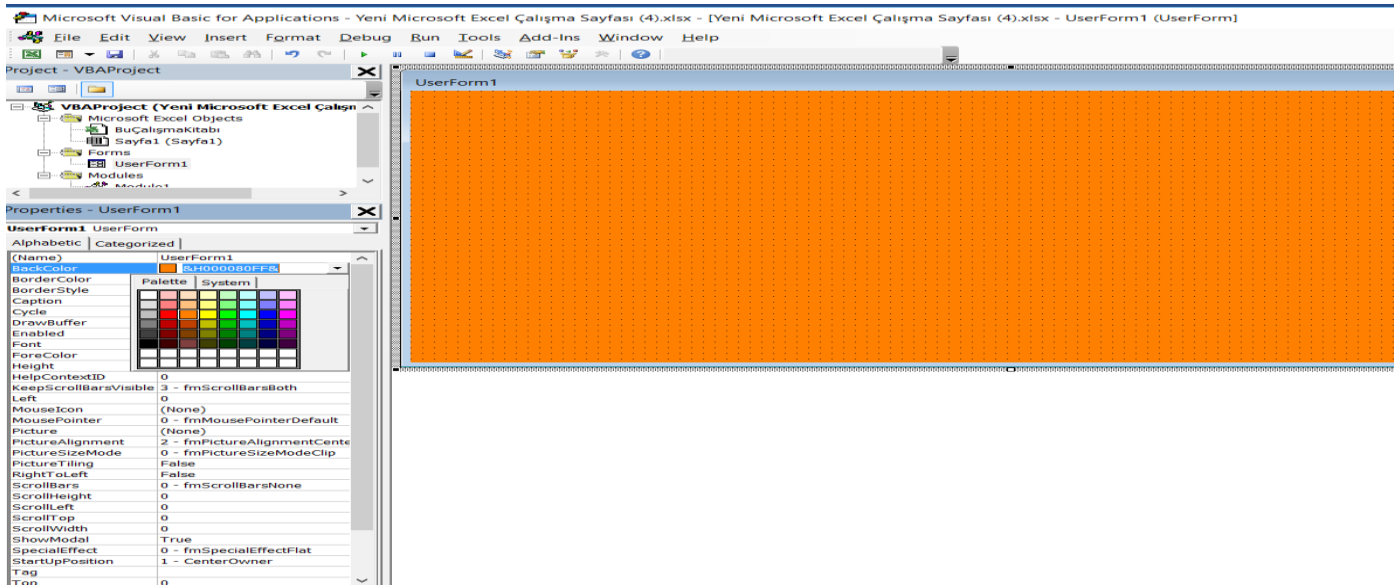 Microsoft Visual Basic for Applications - Yeni Microsoft Excel Çalışma Sayfası (4).xlsx - [Yeni Microsoft Excel Çalışma Sayfası (4).xlsx - UserForm1 (UserForm)]
File Edit View Insert Format Debug Run Tools Add-Ins Window Help
Project - VBAProject
VBAProject (Yeni Microsoft Excel Çalışm
Microsoft Excel Objects
BuÇalışmaKitabı
Sayfa1 (Sayfa1)
Forms
UserForm1
Modules
Module1
Properties - UserForm1
UserForm1 UserForm
Alphabetic Categorized
(Name) UserForm1
BackColor &H000080FF&
BorderColor
Palette System
BorderStyle
Caption
Cycle
DrawBuffer
Enabled
Font
ForeColor
Height
HelpContextID 0
KeepScrollBarsVisible 3 - fmScrollBarsBoth
Left 0
MouseIcon (None)
MousePointer 0 - fmMousePointerDefault
Picture (None)
PictureAlignment 2 - fmPictureAlignmentCente
PictureSizeMode 0 - fmPictureSizeModeClip
PictureTiling False
RightToLeft False
ScrollBars 0 - fmScrollBarsNone
ScrollHeight 0
ScrollLeft 0
ScrollTop 0
ScrollWidth 0
ShowModal True
SpecialEffect 0 - fmSpecialEffectFlat
StartUpPosition 1 - CenterOwner
Tag
Top 0
UserForm1